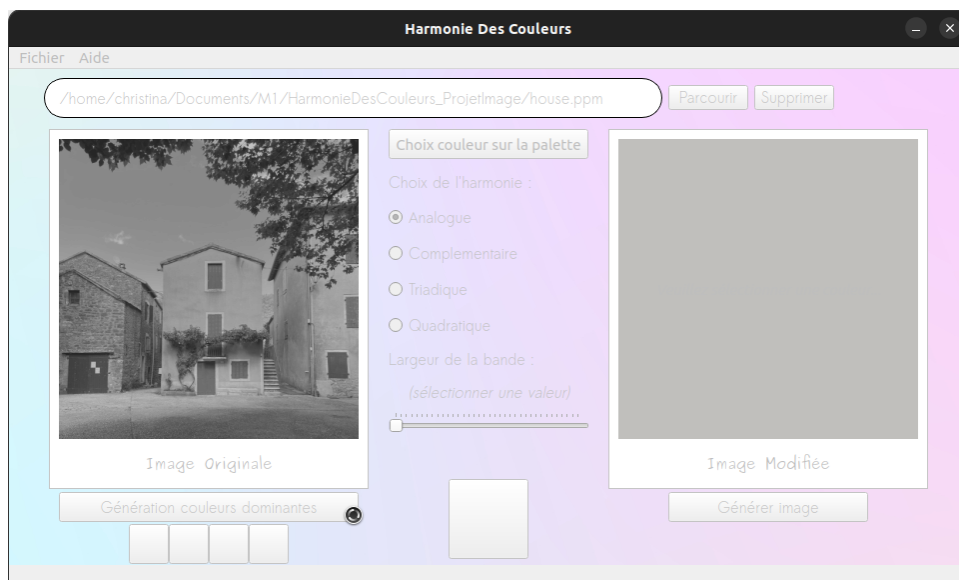 Harmonie Des Couleurs
Fichier Aide
/home/christina/Documents/M1/HarmonieDesCouleurs_ProjetImage/house.ppm
Parcourir Supprimer
Choix couleur sur la palette
Choix de l'harmonie :
Analogue
Complementaire
Triadique
Quadratique
Largeur de la bande :
(sélectionner une valeur)
Image Originale
Image Modifiée
Génération couleurs dominantes
Générer image